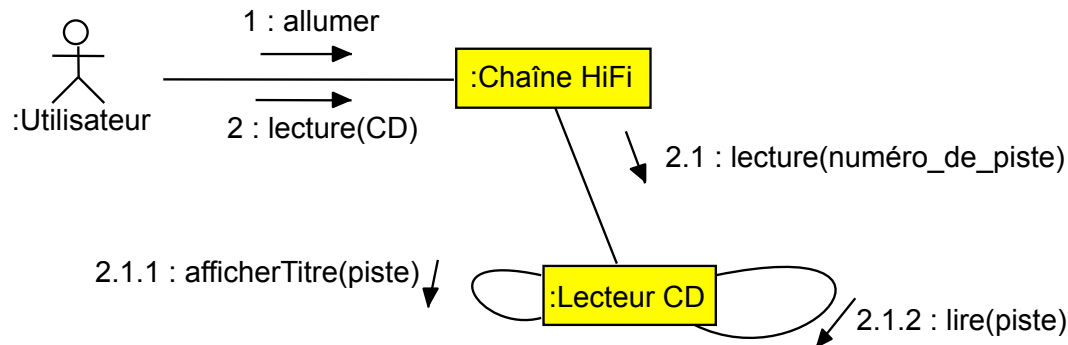 1 : allumer
:Chaîne HiFi
:Utilisateur
2 : lecture(CD)
2.1 : lecture(numéro_de_piste)
2.1.1 : afficherTitre(piste)
:Lecteur CD
2.1.2 : lire(piste)